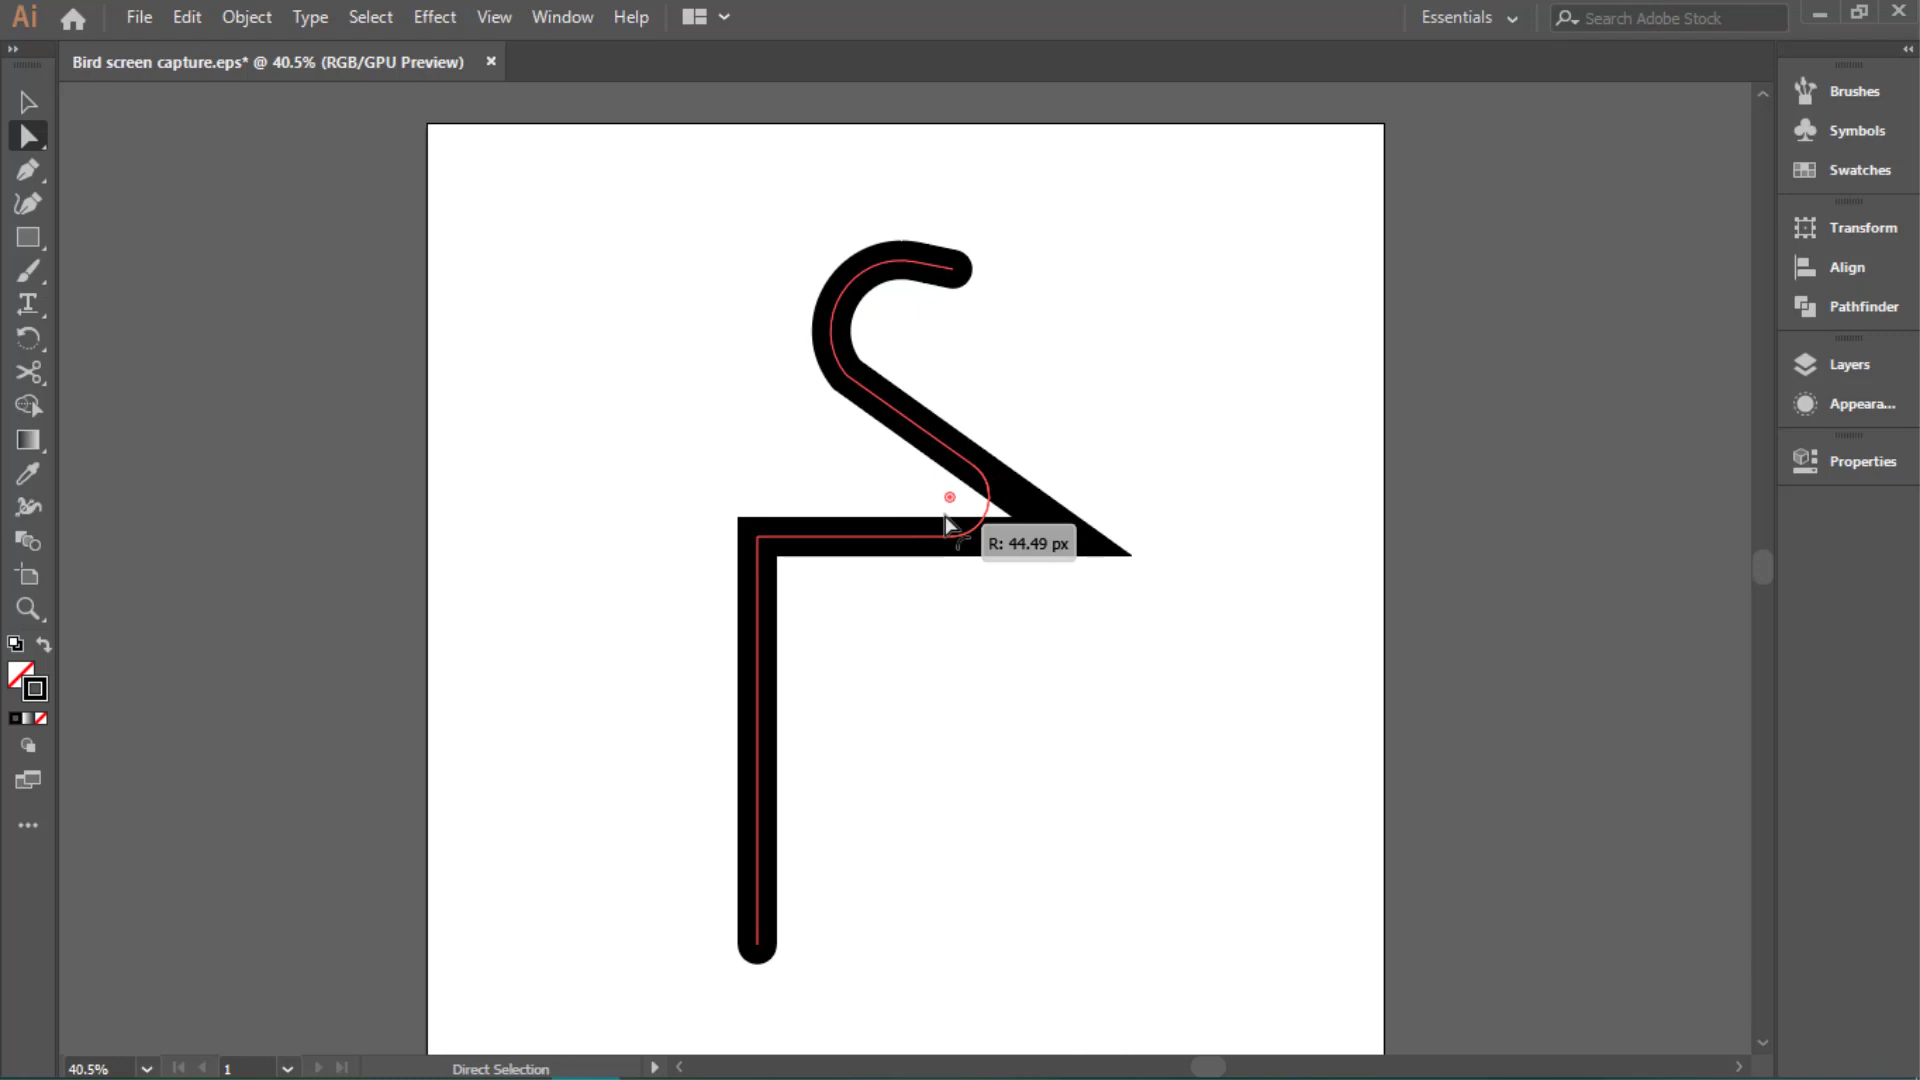 Ai File Edit Object Type Select Effect View Window Help Essentials Search Adobe Stock
Bird screen capture.eps* @ 40.5% (RGB/GPU Preview)
Brushes
Symbols
Swatches
Transform
Align
Pathfinder
Layers
Appeara...
Properties
R: 44.49 px
40.5% 1 Direct Selection